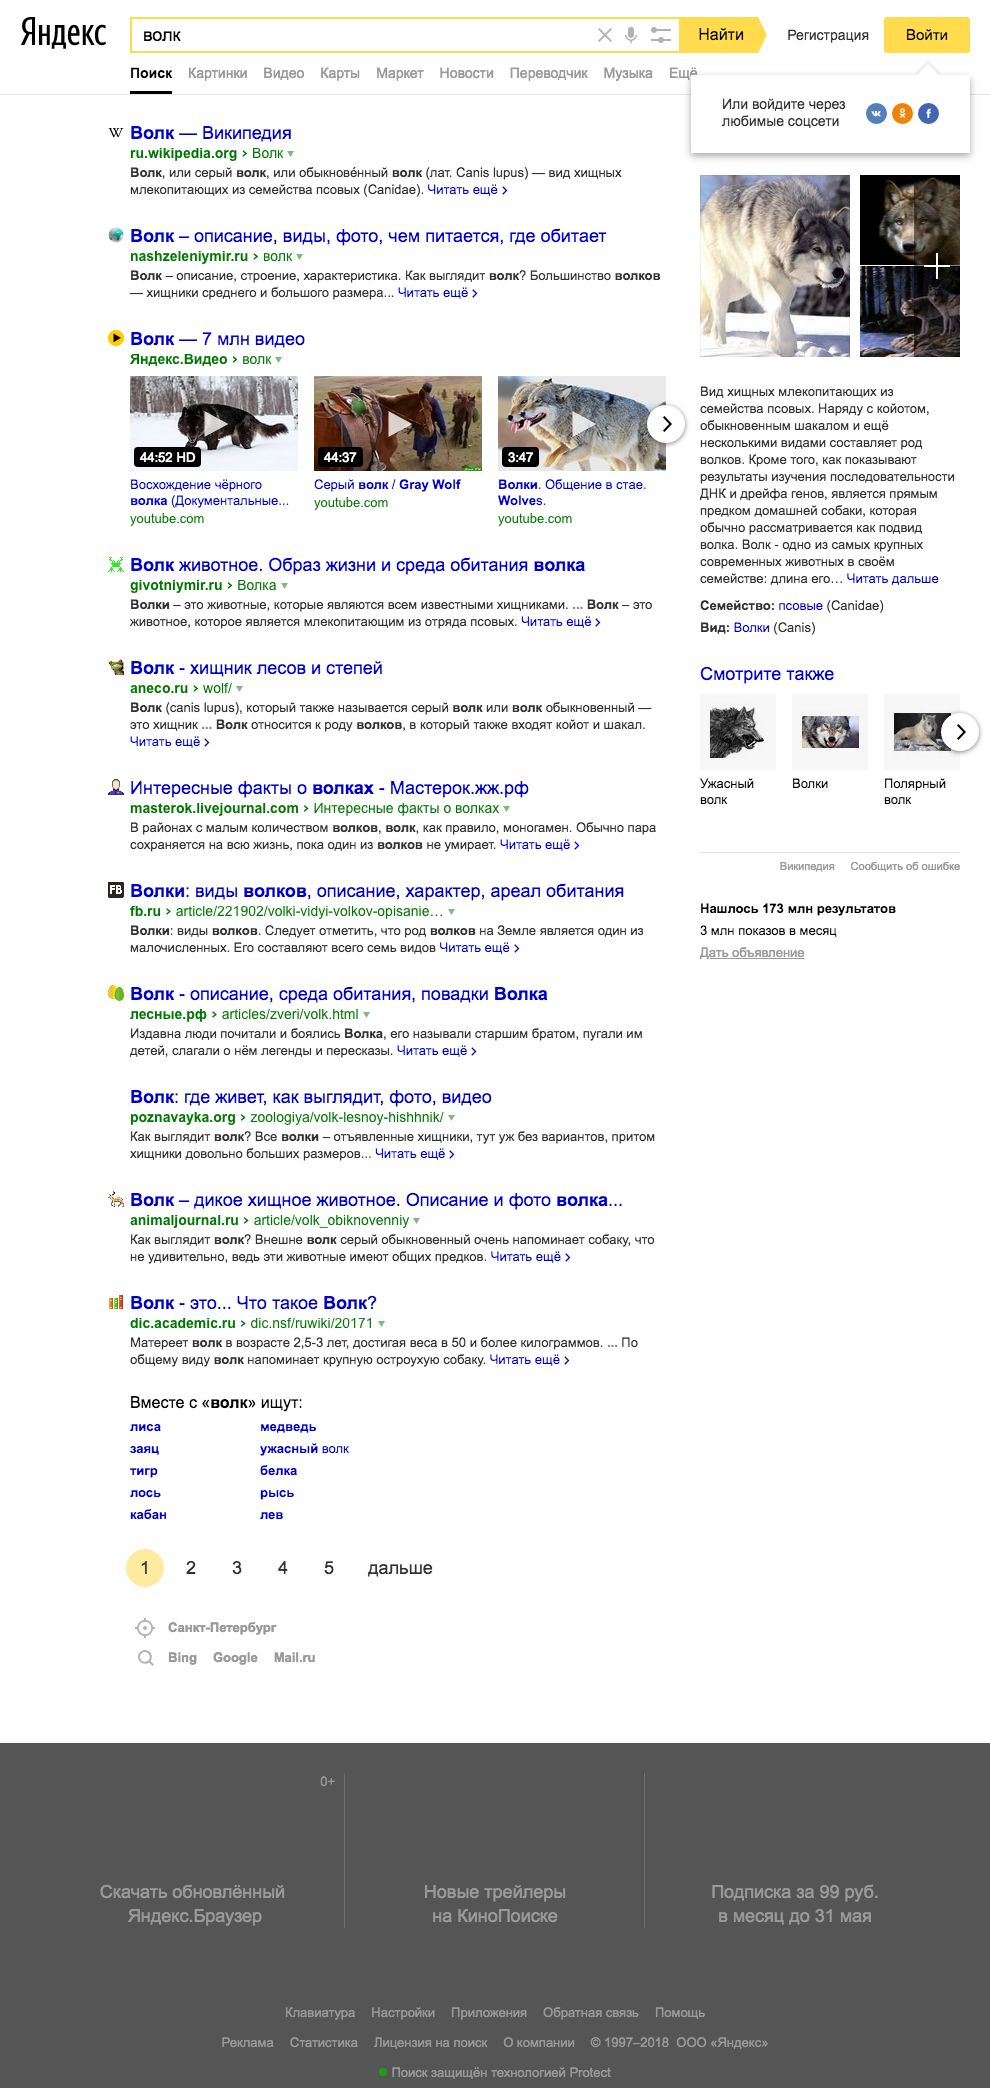 Яндекс
волк
Найти
Регистрация
Войти
Поиск Картинки Видео Карты Маркет Новости Переводчик Музыка Ещё
Или войдите через
любимые соцсети
Волк — Википедия
ru.wikipedia.org › Волк
Волк, или серый волк, или обыкнове́нный волк (лат. Canis lupus) — вид хищных
млекопитающих из семейства псовых (Canidae). Читать ещё ›
Волк – описание, виды, фото, чем питается, где обитает
nashzeleniymir.ru › волк
Волк – описание, строение, характеристика. Как выглядит волк? Большинство волков
— хищники среднего и большого размера... Читать ещё ›
Волк — 7 млн видео
Яндекс.Видео › волк
44:52 HD 44:37 3:47
Восхождение чёрного
волка (Документальные...
youtube.com
Серый волк / Gray Wolf
youtube.com
Волки. Общение в стае.
Wolves.
youtube.com
Волк животное. Образ жизни и среда обитания волка
givotniymir.ru › Волка
Волки – это животные, которые являются всем известными хищниками. ... Волк – это
животное, которое является млекопитающим из отряда псовых. Читать ещё ›
Волк - хищник лесов и степей
aneco.ru › wolf/
Волк (canis lupus), который также называется серый волк или волк обыкновенный —
это хищник ... Волк относится к роду волков, в который также входят койот и шакал.
Читать ещё ›
Интересные факты о волках - Мастерок.жж.рф
masterok.livejournal.com › Интересные факты о волках
В районах с малым количеством волков, волк, как правило, моногамен. Обычно пара
сохраняется на всю жизнь, пока один из волков не умирает. Читать ещё ›
FB
Волки: виды волков, описание, характер, ареал обитания
fb.ru › article/221902/volki-vidyi-volkov-opisanie…
Волки: виды волков. Следует отметить, что род волков на Земле является один из
малочисленных. Его составляют всего семь видов Читать ещё ›
Волк - описание, среда обитания, повадки Волка
лесные.рф › articles/zveri/volk.html
Издавна люди почитали и боялись Волка, его называли старшим братом, пугали им
детей, слагали о нём легенды и пересказы. Читать ещё ›
Волк: где живет, как выглядит, фото, видео
poznavayka.org › zoologiya/volk-lesnoy-hishhnik/
Как выглядит волк? Все волки – отъявленные хищники, тут уж без вариантов, притом
хищники довольно больших размеров... Читать ещё ›
Волк – дикое хищное животное. Описание и фото волка...
animaljournal.ru › article/volk_obiknovenniy
Как выглядит волк? Внешне волк серый обыкновенный очень напоминает собаку, что
не удивительно, ведь эти животные имеют общих предков. Читать ещё ›
Волк - это... Что такое Волк?
dic.academic.ru › dic.nsf/ruwiki/20171
Матереет волк в возрасте 2,5-3 лет, достигая веса в 50 и более килограммов. ... По
общему виду волк напоминает крупную остроухую собаку. Читать ещё ›
Вместе с «волк» ищут:
лиса медведь
заяц ужасный волк
тигр белка
лось рысь
кабан лев
1 2 3 4 5 дальше
Санкт-Петербург
Bing Google Mail.ru
Вид хищных млекопитающих из
семейства псовых. Наряду с койотом,
обыкновенным шакалом и ещё
несколькими видами составляет род
волков. Кроме того, как показывают
результаты изучения последовательности
ДНК и дрейфа генов, является прямым
предком домашней собаки, которая
обычно рассматривается как подвид
волка. Волк - одно из самых крупных
современных животных в своём
семействе: длина его… Читать дальше
Семейство: псовые (Canidae)
Вид: Волки (Canis)
Смотрите также
Ужасный
волк
Волки
Полярный
волк
Википедия Сообщить об ошибке
Нашлось 173 млн результатов
3 млн показов в месяц
Дать объявление
0+
Скачать обновлённый
Яндекс.Браузер
Новые трейлеры
на КиноПоиске
Подписка за 99 руб.
в месяц до 31 мая
Клавиатура Настройки Приложения Обратная связь Помощь
Реклама Статистика Лицензия на поиск О компании © 1997–2018 ООО «Яндекс»
Поиск защищён технологией Protect